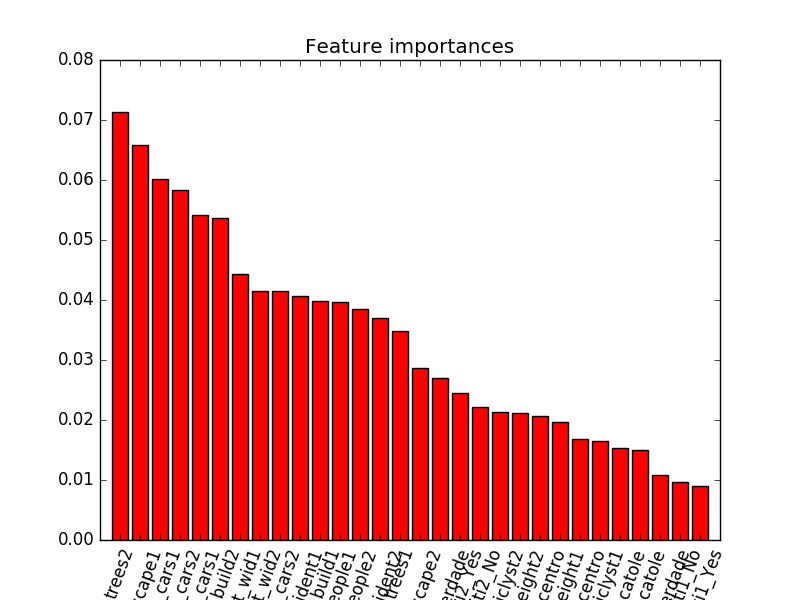 Feature importances
0.08
0.07
0.06
0.05
0.04
0.03
0.02
0.01
0.00
trees2
cape1
_cars1
_cars2
_cars1
build2
t_wid1
t_wid2
_cars2
ident1
build1
eople1
eople2
ident2
trees1
cape2
erdade
i2_Yes
ti2_No
iclyst2
eight2
centro
eight1
centro
iclyst1
catole
catole
erdade
ti1_No
i1_Yes